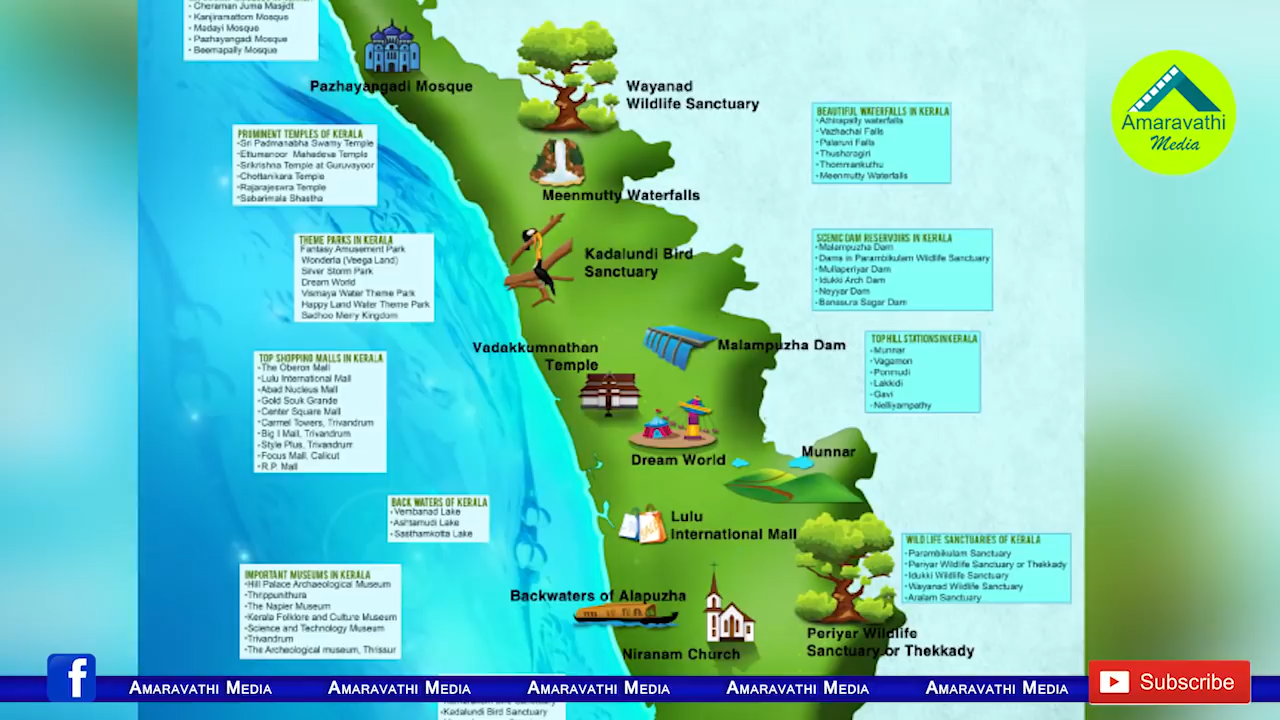 Cheraman Juma Masjidt
•Kanjiramattom Mosque
•Madayi Mosque
•Pazhayangadi Mosque
•Beemapally Mosque
Pazhayangadi Mosque
Wayanad
Wildlife Sanctuary
Amaravathi
Media
PROMINENT TEMPLES OF KERALA
•Sri Padmanabha Swamy Temple
•Ettumanoor Mahadeva Temple
•Srikrishna Temple at Guruvayoor
•Chottanikara Temple
•Rajarajeswra Temple
•Sabarimala Shastha
BEAUTIFUL WATERFALLS IN KERALA
•Athirapally waterfalls
•Vazhachal Falls
•Palaruvi Falls
•Thusharagiri
•Thommankuthu
•Meenmutty Waterfalls
Meenmutty Waterfalls
THEME PARKS IN KERALA
Fantasy Amusement Park
Wonderla (Veega Land)
Silver Storm Park
Dream World
Vismaya Water Theme Park
Happy Land Water Theme Park
Sadhoo Merry Kingdom
Kadalundi Bird
Sanctuary
SCENIC DAM RESERVOIRS IN KERALA
•Malampuzha Dam
•Dams in Parambikulam Wildlife Sanctuary
•Mullaperiyar Dam
•Idukki Arch Dam
•Neyyar Dam
•Banasura Sagar Dam
Vadakkumnathan
Temple
Malampuzha Dam
TOP HILL STATIONS IN KERALA
•Munnar
•Vagamon
•Ponmudi
•Lakkidi
•Gavi
•Nelliyampathy
TOP SHOPPING MALLS IN KERALA
•The Oberon Mall
•Lulu International Mall
•Abad Nucleus Mall
•Gold Souk Grande
•Center Square Mall
•Carmel Towers, Trivandrum
•Big I Mall, Trivandrum
•Style Plus, Trivandrum
•Focus Mall, Calicut
•R.P. Mall
Dream World
Munnar
BACK WATERS OF KERALA
•Vembanad Lake
•Ashtamudi Lake
•Sasthamkotta Lake
Lulu
International Mall
WILD LIFE SANCTUARIES OF KERALA
•Parambikulam Sanctuary
•Periyar Wildlife Sanctuary or Thekkady
•Idukki Wildlife Sanctuary
•Wayanad Wildlife Sanctuary
•Aralam Sanctuary
IMPORTANT MUSEUMS IN KERALA
•Hill Palace Archaeological Museum
•Thrippunithura
•The Napier Museum
•Kerala Folklore and Culture Museum
•Science and Technology Museum
•Trivandrum
•The Archeological museum, Thrissur
Backwaters of Alapuzha
Niranam Church
Periyar Wildlife
Sanctuary or Thekkady
f
AMARAVATHI MEDIA AMARAVATHI MEDIA AMARAVATHI MEDIA AMARAVATHI MEDIA AMARAVATHI MEDIA
Subscribe
•Kadalundi Bird Sanctuary